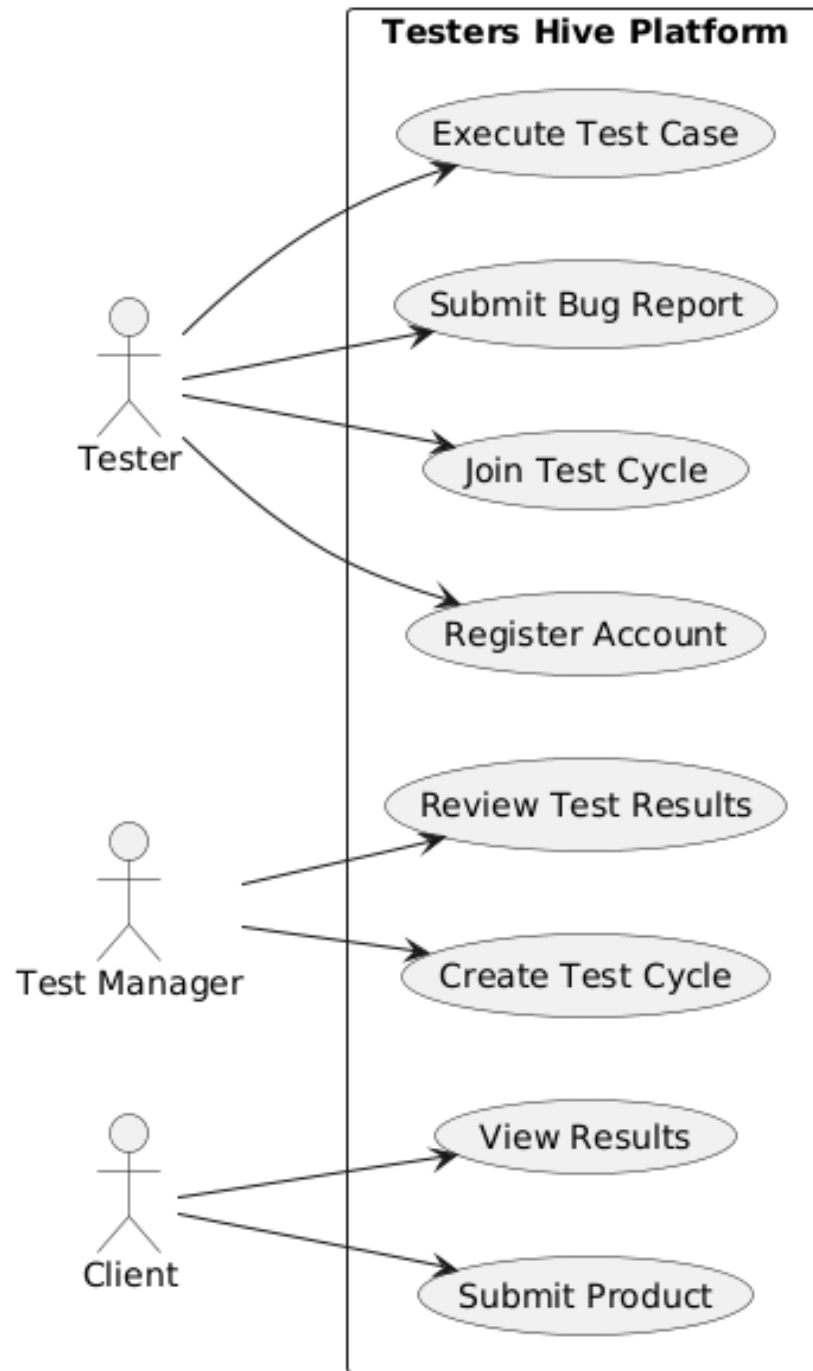 Testers Hive Platform
Execute Test Case
Submit Bug Report
Join Test Cycle
Tester
Register Account
Review Test Results
Test Manager
Create Test Cycle
View Results
Client
Submit Product